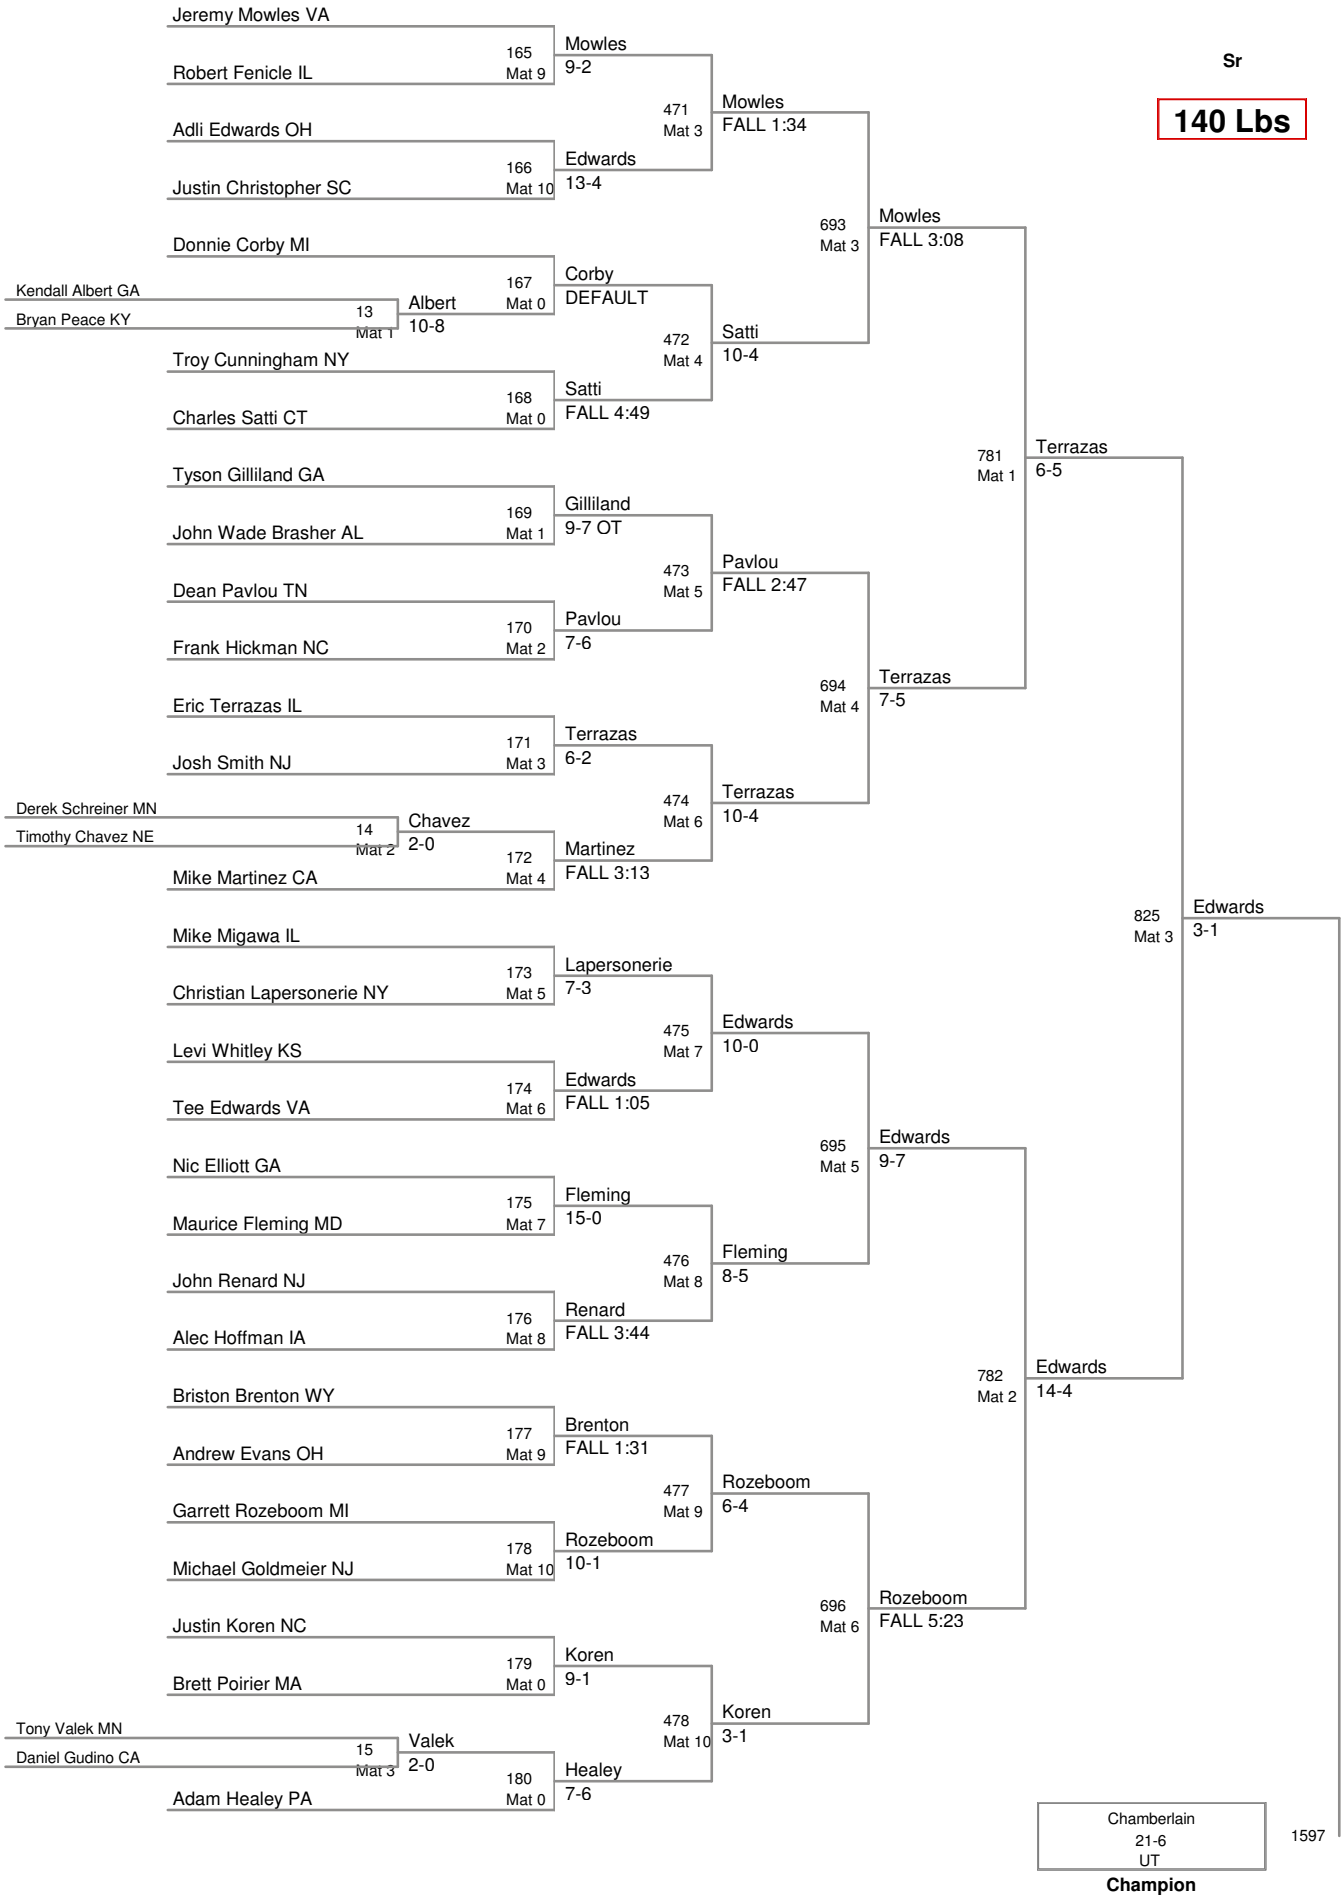 Jeremy Mowles VA
165
Mowles
Mat 9
9-2
Robert Fenicle IL
Sr
471
Mowles
Mat 3
FALL 1:34
140 Lbs
Adli Edwards OH
166
Edwards
Mat 10
13-4
Justin Christopher SC
693
Mowles
Mat 3
FALL 3:08
Donnie Corby MI
167
Corby
Mat 0
DEFAULT
Kendall Albert GA
13
Albert
Mat 1
10-8
Bryan Peace KY
472
Satti
Mat 4
10-4
Troy Cunningham NY
168
Satti
Mat 0
FALL 4:49
Charles Satti CT
781
Terrazas
Mat 1
6-5
Tyson Gilliland GA
169
Gilliland
Mat 1
9-7 OT
John Wade Brasher AL
473
Pavlou
Mat 5
FALL 2:47
Dean Pavlou TN
170
Pavlou
Mat 2
7-6
Frank Hickman NC
694
Terrazas
Mat 4
7-5
Eric Terrazas IL
171
Terrazas
Mat 3
6-2
Josh Smith NJ
474
Terrazas
Mat 6
10-4
Derek Schreiner MN
14
Chavez
Mat 2
2-0
Timothy Chavez NE
172
Martinez
Mat 4
FALL 3:13
Mike Martinez CA
825
Edwards
Mat 3
3-1
Mike Migawa IL
173
Lapersonerie
Mat 5
7-3
Christian Lapersonerie NY
475
Edwards
Mat 7
10-0
Levi Whitley KS
174
Edwards
Mat 6
FALL 1:05
Tee Edwards VA
695
Edwards
Mat 5
9-7
Nic Elliott GA
175
Fleming
Mat 7
15-0
Maurice Fleming MD
476
Fleming
Mat 8
8-5
John Renard NJ
176
Renard
Mat 8
FALL 3:44
Alec Hoffman IA
782
Edwards
Mat 2
14-4
Briston Brenton WY
177
Brenton
Mat 9
FALL 1:31
Andrew Evans OH
477
Rozeboom
Mat 9
6-4
Garrett Rozeboom MI
178
Rozeboom
Mat 10
10-1
Michael Goldmeier NJ
696
Rozeboom
Mat 6
FALL 5:23
Justin Koren NC
179
Koren
Mat 0
9-1
Brett Poirier MA
478
Koren
Mat 10
3-1
Tony Valek MN
15
Valek
Mat 3
2-0
Daniel Gudino CA
180
Healey
Mat 0
7-6
Adam Healey PA
Chamberlain
21-6
UT
1597
Champion